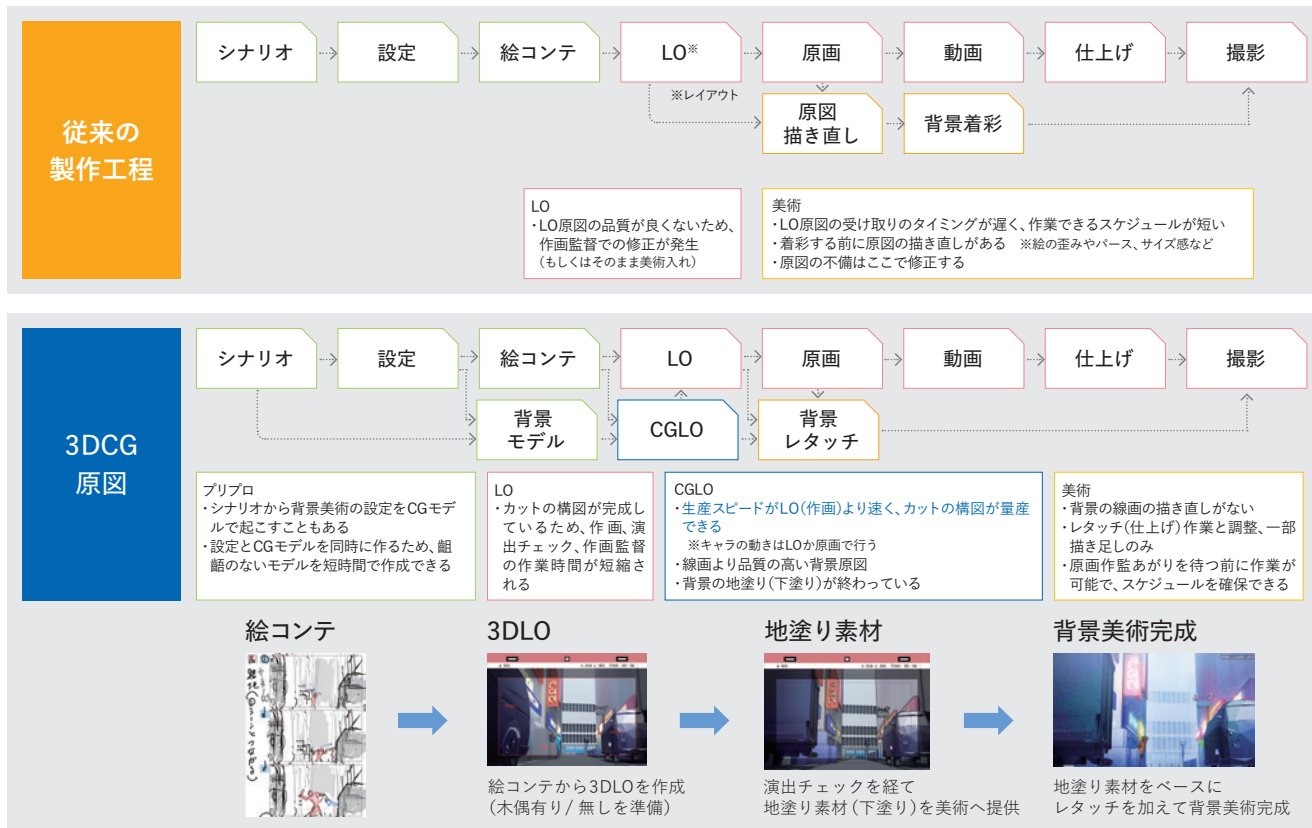 従来の
製作工程
シナリオ
設定
絵コンテ
LO※
原画
動画
仕上げ
撮影
※レイアウト
原図
描き直し
背景着彩
LO
・LO原図の品質が良くないため、
作画監督での修正が発生
(もしくはそのまま美術入れ)
美術
・LO原図の受け取りのタイミングが遅く、作業できるスケジュールが短い
・着彩する前に原図の描き直しがある ※絵の歪みやパース、サイズ感など
・原図の不備はここで修正する
3DCG
原図
シナリオ
設定
絵コンテ
LO
原画
動画
仕上げ
撮影
背景
モデル
CGLO
背景
レタッチ
プリプロ
・シナリオから背景美術の設定をCGモデ
ルで起こすこともある
・設定とCGモデルを同時に作るため、齟
齬のないモデルを短時間で作成できる
LO
・カットの構図が完成し
ているため、作画、演
出チェック、作画監督
の作業時間が短縮さ
れる
CGLO
・生産スピードがLO(作画)より速く、カットの構図が量産
できる
※キャラの動きはLOか原画で行う
・線画より品質の高い背景原図
・背景の地塗り(下塗り)が終わっている
美術
・背景の線画の描き直しがない
・レタッチ(仕上げ)作業と調整、一部
描き足しのみ
・原画作監あがりを待つ前に作業が
可能で、スケジュールを確保できる
絵コンテ
3DLO
地塗り素材
背景美術完成
絵コンテから3DLOを作成
(木偶有り/ 無しを準備)
演出チェックを経て
地塗り素材(下塗り)を美術へ提供
地塗り素材をベースに
レタッチを加えて背景美術完成